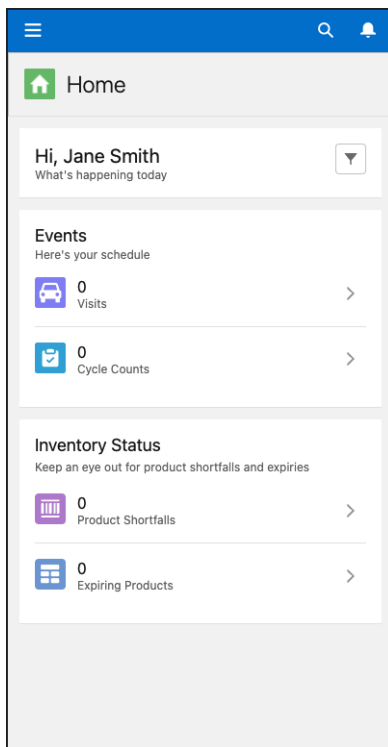 Home
Hi, Jane Smith
What's happening today
Events
Here's your schedule
0
Visits
0
Cycle Counts
Inventory Status
Keep an eye out for product shortfalls and expiries
0
Product Shortfalls
0
Expiring Products